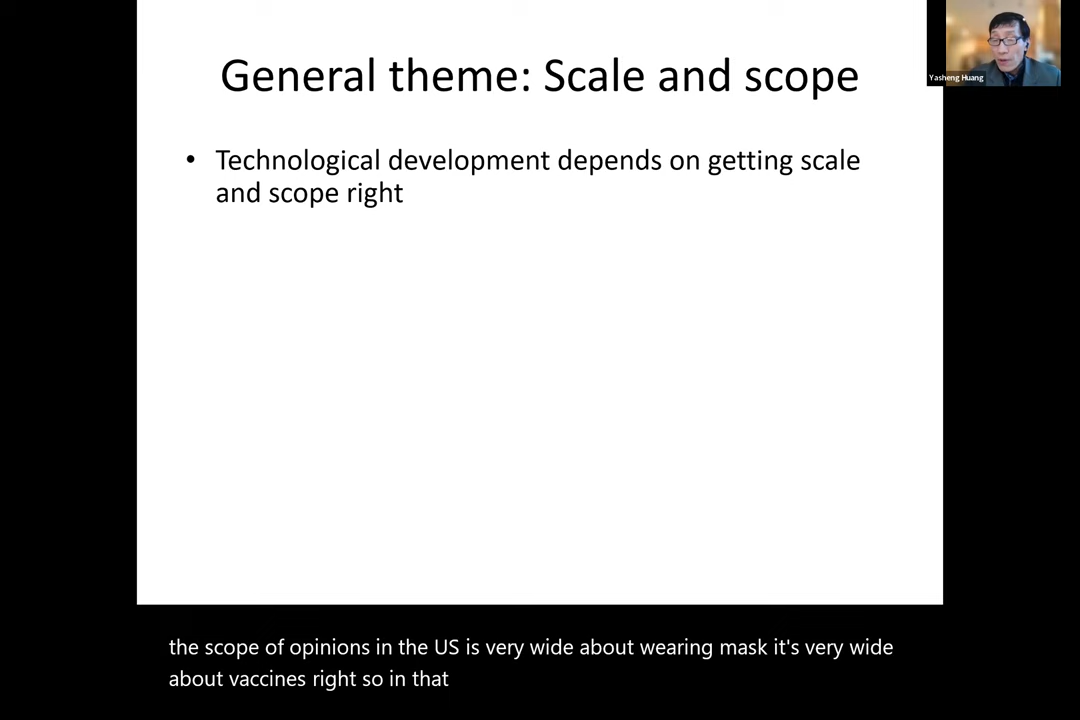 General theme: Scale and scope
Yasheng Huang
• Technological development depends on getting scale
and scope right
the scope of opinions in the US is very wide about wearing mask it's very wide
about vaccines right so in that